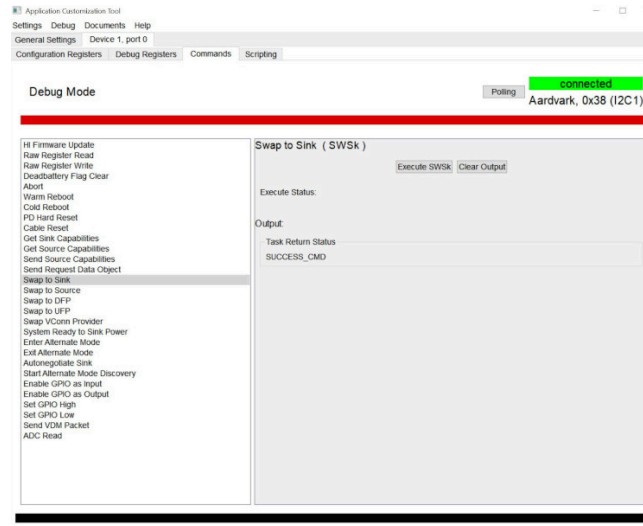 Application Customization Tool
Settings Debug Documents Help
General Settings Device 1, port 0
Configuration Registers Debug Registers Commands Scripting
Debug Mode
Polling
connected
Aardvark, 0x38 (I2C1)
HI Firmware Update
Raw Register Read
Raw Register Write
Deadbattery Flag Clear
Abort
Warm Reboot
Cold Reboot
PD Hard Reset
Cable Reset
Get Sink Capabilities
Get Source Capabilities
Send Source Capabilities
Send Request Data Object
Swap to Sink
Swap to Source
Swap to DFP
Swap to UFP
Swap VConn Provider
System Ready to Sink Power
Enter Alternate Mode
Exit Alternate Mode
Autonegotiate Sink
Start Alternate Mode Discovery
Enable GPIO as Input
Enable GPIO as Output
Set GPIO High
Set GPIO Low
Send VDM Packet
ADC Read
Swap to Sink ( SWSk )
Execute SWSk Clear Output
Execute Status:
Output:
Task Return Status
SUCCESS_CMD